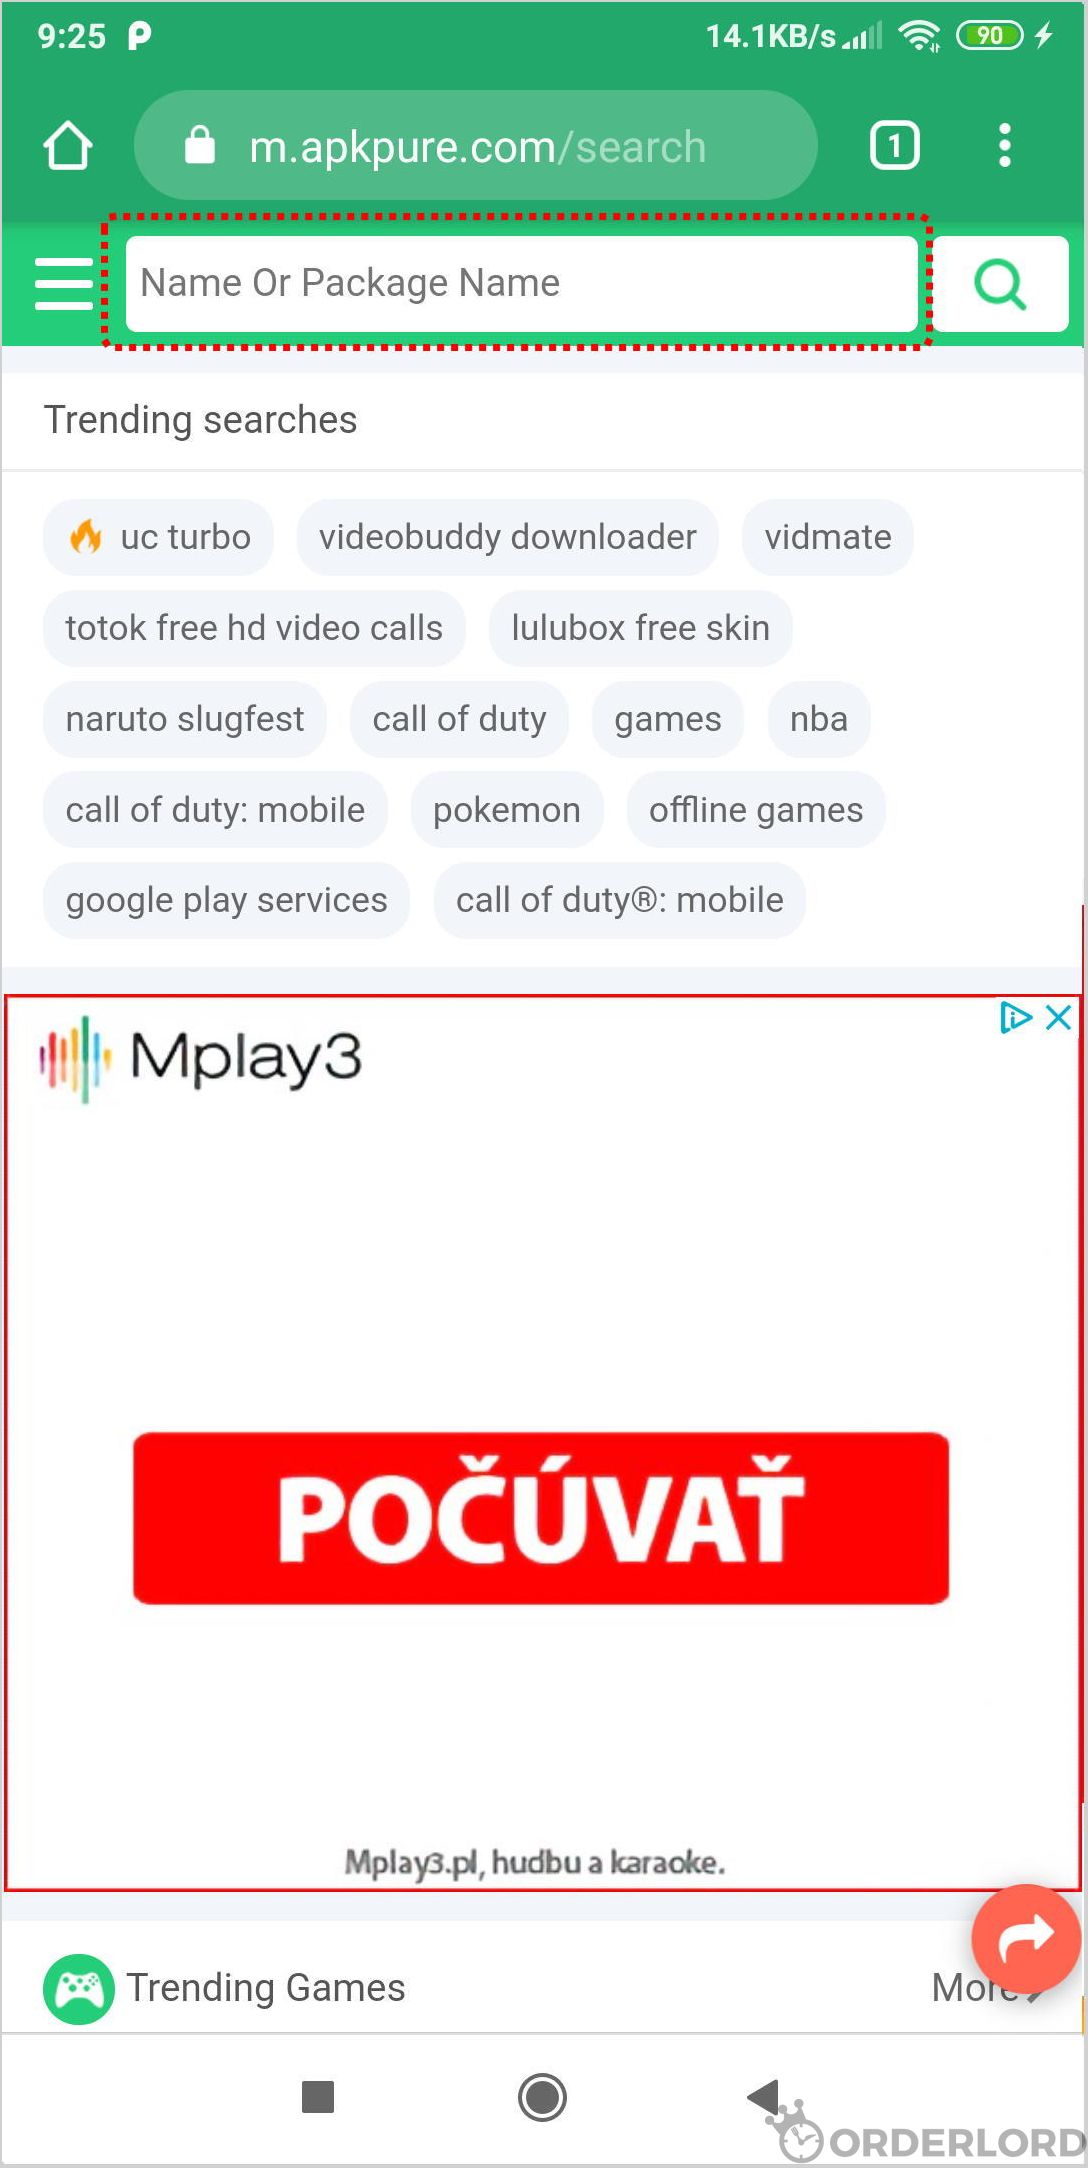 9:25 14.1KB/s 90
m.apkpure.com/search 1
Name Or Package Name
Trending searches
uc turbo videobuddy downloader vidmate
totok free hd video calls lulubox free skin
naruto slugfest call of duty games nba
call of duty: mobile pokemon offline games
google play services call of duty®: mobile
Mplay3
POČÚVAŤ
Mplay3.pl, hudbu a karaoke.
Trending Games More
ORDERLORD